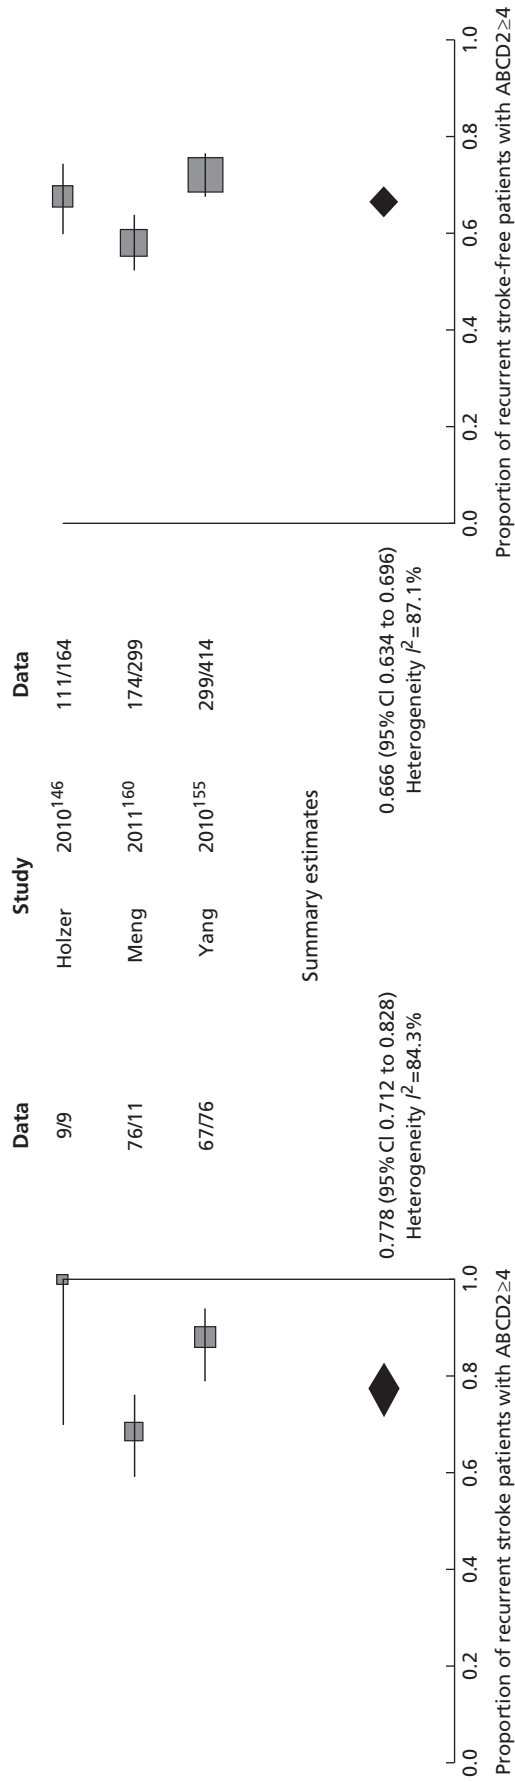 Data Study Data
9/9 Holzer 2010146 111/164
76/11 Meng 2011160 174/299
67/76 Yang 2010155 299/414
Summary estimates
0.778 (95% CI 0.712 to 0.828) 0.666 (95% CI 0.634 to 0.696)
Heterogeneity I2=84.3% Heterogeneity I2=87.1%
0.0 0.2 0.4 0.6 0.8 1.0 0.0 0.2 0.4 0.6 0.8 1.0
Proportion of recurrent stroke patients with ABCD2≥4 Proportion of recurrent stroke-free patients with ABCD2≥4